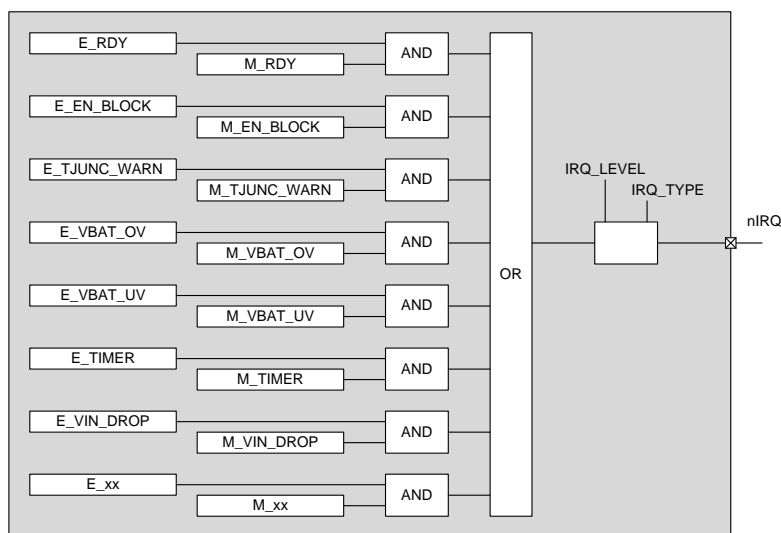 E_RDY
AND
M_RDY
E_EN_BLOCK
AND
M_EN_BLOCK
E_TJUNC_WARN
AND
M_TJUNC_WARN
IRQ_LEVEL
IRQ_TYPE
E_VBAT_OV
AND
M_VBAT_OV
nIRQ
OR
E_VBAT_UV
AND
M_VBAT_UV
E_TIMER
AND
M_TIMER
E_VIN_DROP
AND
M_VIN_DROP
E_xx
AND
M_xx